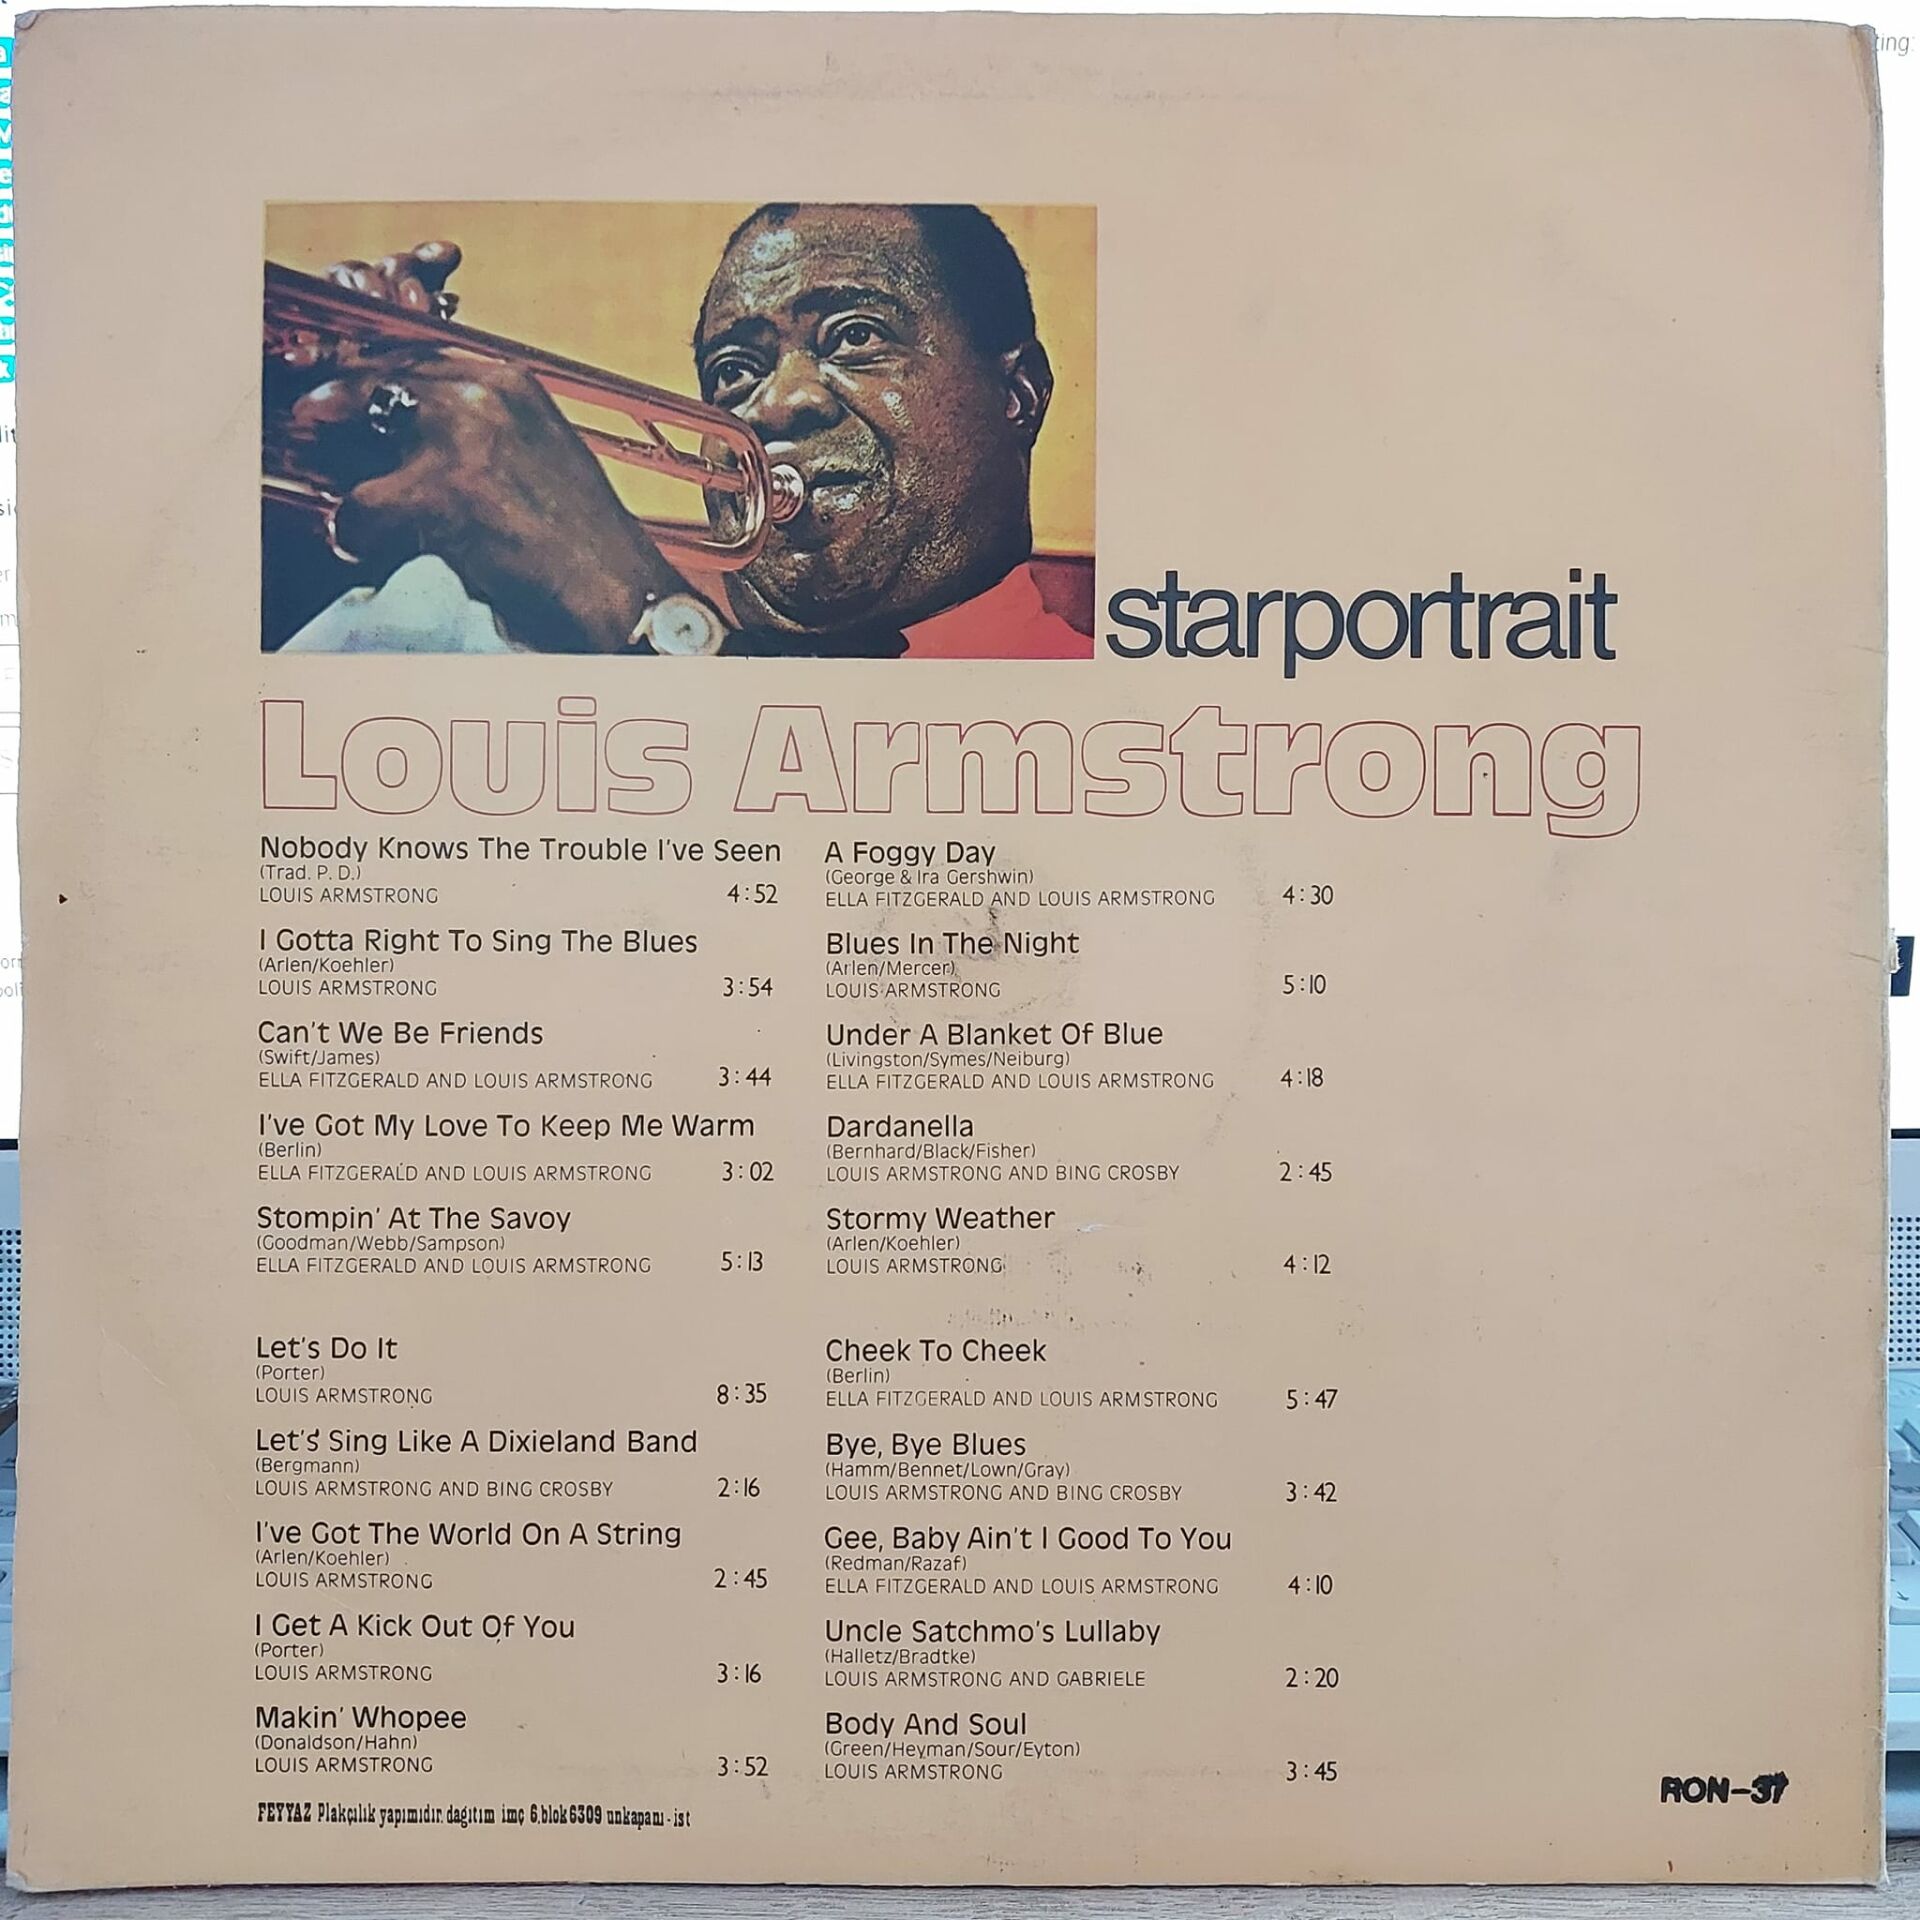 starportrait
Louis Armstrong
Nobody Knows The Trouble I've Seen
(Trad. P. D.)
LOUIS ARMSTRONG 4:52
I Gotta Right To Sing The Blues
(Arlen/Koehler)
LOUIS ARMSTRONG 3:54
Can't We Be Friends
(Swift/James)
ELLA FITZGERALD AND LOUIS ARMSTRONG 3:44
I've Got My Love To Keep Me Warm
(Berlin)
ELLA FITZGERALD AND LOUIS ARMSTRONG 3:02
Stompin' At The Savoy
(Goodman/Webb/Sampson)
ELLA FITZGERALD AND LOUIS ARMSTRONG 5:13
Let's Do It
(Porter)
LOUIS ARMSTRONG 8:35
Let's Sing Like A Dixieland Band
(Bergmann)
LOUIS ARMSTRONG AND BING CROSBY 2:16
I've Got The World On A String
(Arlen/Koehler)
LOUIS ARMSTRONG 2:45
I Get A Kick Out Of You
(Porter)
LOUIS ARMSTRONG 3:16
Makin' Whopee
(Donaldson/Hahn)
LOUIS ARMSTRONG 3:52
A Foggy Day
(George & Ira Gershwin)
ELLA FITZGERALD AND LOUIS ARMSTRONG 4:30
Blues In The Night
(Arlen/Mercer)
LOUIS ARMSTRONG 5:10
Under A Blanket Of Blue
(Livingston/Symes/Neiburg)
ELLA FITZGERALD AND LOUIS ARMSTRONG 4:18
Dardanella
(Bernhard/Black/Fisher)
LOUIS ARMSTRONG AND BING CROSBY 2:45
Stormy Weather
(Arlen/Koehler)
LOUIS ARMSTRONG 4:12
Cheek To Cheek
(Berlin)
ELLA FITZGERALD AND LOUIS ARMSTRONG 5:47
Bye, Bye Blues
(Hamm/Bennet/Lown/Gray)
LOUIS ARMSTRONG AND BING CROSBY 3:42
Gee, Baby Ain't I Good To You
(Redman/Razaf)
ELLA FITZGERALD AND LOUIS ARMSTRONG 4:10
Uncle Satchmo's Lullaby
(Halletz/Bradtke)
LOUIS ARMSTRONG AND GABRIELE 2:20
Body And Soul
(Green/Heyman/Sour/Eyton)
LOUIS ARMSTRONG 3:45
FEYYAZ Plakçılık yapımıdır. dagıtım imç 6.blok 6309 unkapanı - ist
RON-37